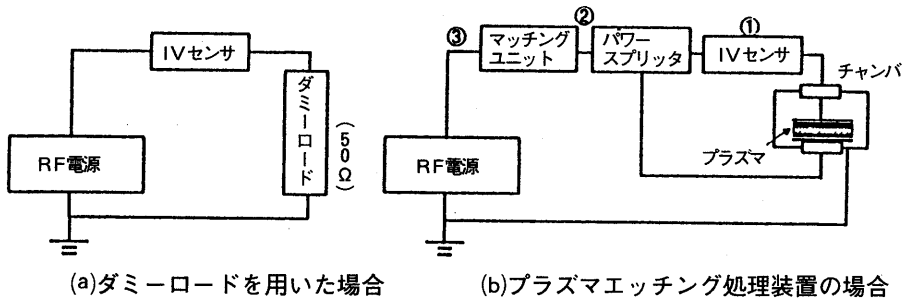 IVセンサ
ダミーロード
(50Ω)
RF電源
(a)ダミーロードを用いた場合
③
マッチング
ユニット
②
パワー
スプリッタ
①
IVセンサ
チャンバ
プラズマ
RF電源
(b)プラズマエッチング処理装置の場合